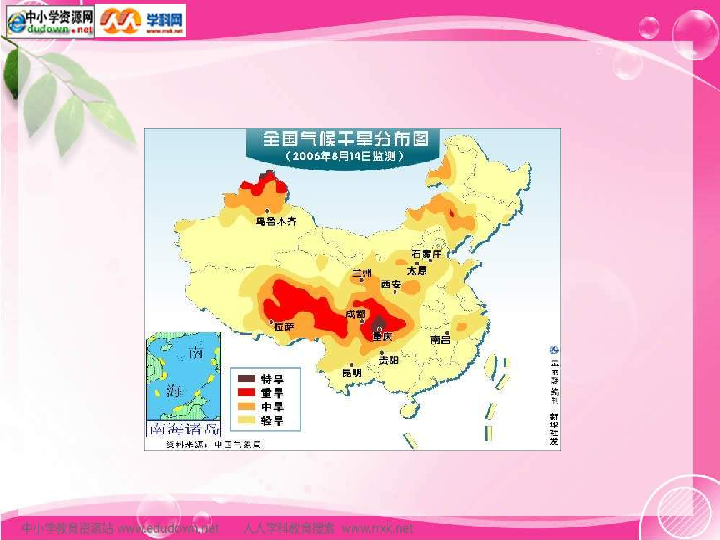 中小学资源网
dudown.net
学科网
www.nxk.net
全国气候干旱分布图
(2006年8月14日监测)
乌鲁木齐
石家庄
太原
兰州
西安
成都
拉萨
重庆
南昌
贵阳
昆明
南
海
南海诸岛
特旱
重旱
中旱
轻旱
资料来源:中国气象局
新华社发
中小学教育资源站 www.edudown.net 人人学科教育搜索 www.nxk.net